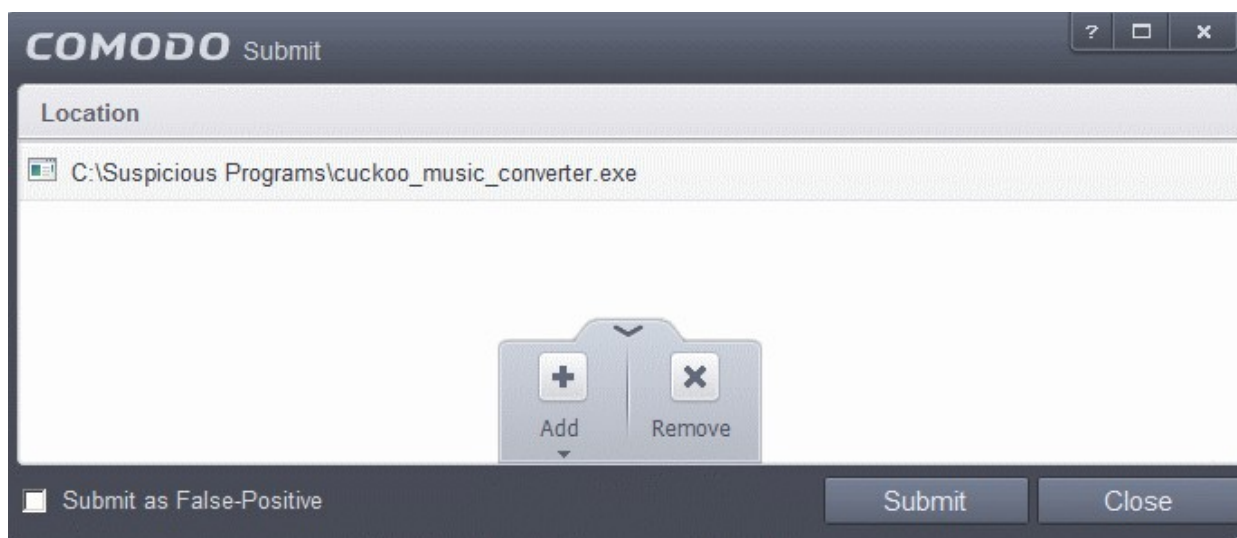 COMODO Submit
?
Location
C:\Suspicious Programs\cuckoo_music_converter.exe
Add Remove
Submit as False-Positive Submit Close